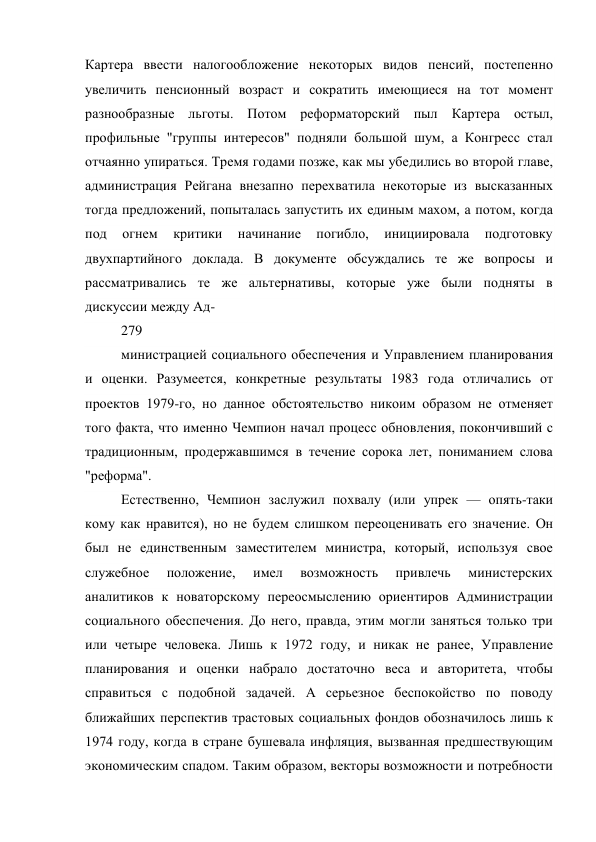 Картера ввести налогообложение некоторых видов пенсий, постепенно
увеличить пенсионный возраст и сократить имеющиеся на тот момент
разнообразные льготы. Потом реформаторский пыл Картера остыл,
профильные "группы интересов" подняли большой шум, а Конгресс стал
отчаянно упираться. Тремя годами позже, как мы убедились во второй главе,
администрация Рейгана внезапно перехватила некоторые из высказанных
тогда предложений, попыталась запустить их единым махом, а потом, когда
под огнем критики начинание погибло, инициировала подготовку
двухпартийного доклада. В документе обсуждались те же вопросы и
рассматривались те же альтернативы, которые уже были подняты в
дискуссии между Ад-
279
министрацией социального обеспечения и Управлением планирования
и оценки. Разумеется, конкретные результаты 1983 года отличались от
проектов 1979-го, но данное обстоятельство никоим образом не отменяет
того факта, что именно Чемпион начал процесс обновления, покончивший с
традиционным, продержавшимся в течение сорока лет, пониманием слова
"реформа".
Естественно, Чемпион заслужил похвалу (или упрек — опять-таки
кому как нравится), но не будем слишком переоценивать его значение. Он
был не единственным заместителем министра, который, используя свое
служебное положение, имел возможность привлечь министерских
аналитиков к новаторскому переосмыслению ориентиров Администрации
социального обеспечения. До него, правда, этим могли заняться только три
или четыре человека. Лишь к 1972 году, и никак не ранее, Управление
планирования и оценки набрало достаточно веса и авторитета, чтобы
справиться с подобной задачей. А серьезное беспокойство по поводу
ближайших перспектив трастовых социальных фондов обозначилось лишь к
1974 году, когда в стране бушевала инфляция, вызванная предшествующим
экономическим спадом. Таким образом, векторы возможности и потребности